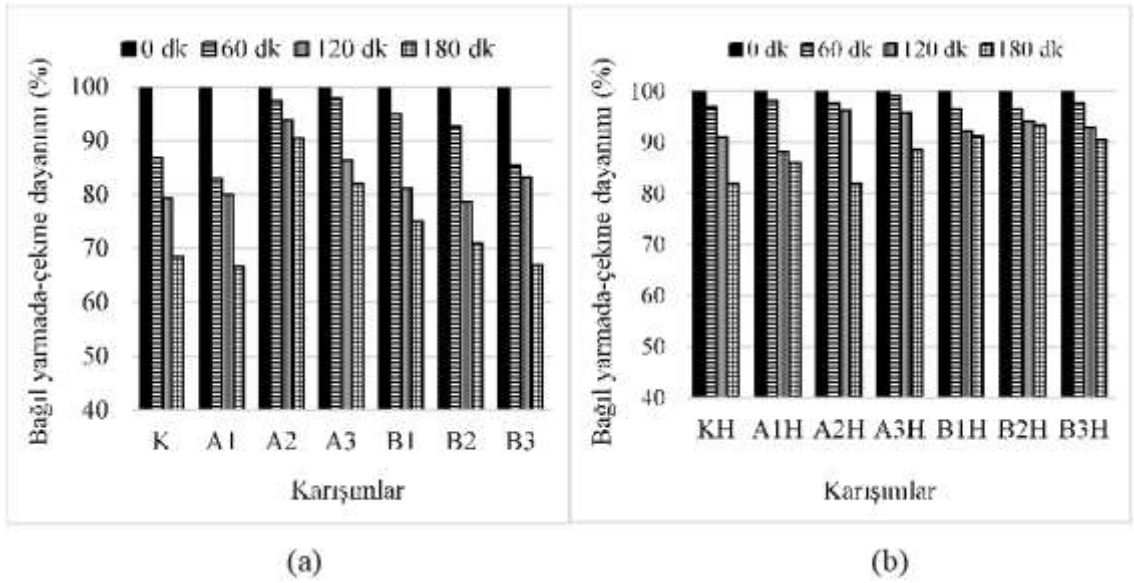 0 dk 60 dk 120 dk 180 dk
Bağıl yarmada-çekme dayanımı (%)
100
90
80
70
60
50
40
K A1 A2 A3 B1 B2 B3
Karışımlar
(a)
0 dk 60 dk 120 dk 180 dk
Bağıl yarmada-çekme dayanımı (%)
100
90
80
70
60
50
40
KH A1H A2H A3H B1H B2H B3H
Karışımlar
(b)